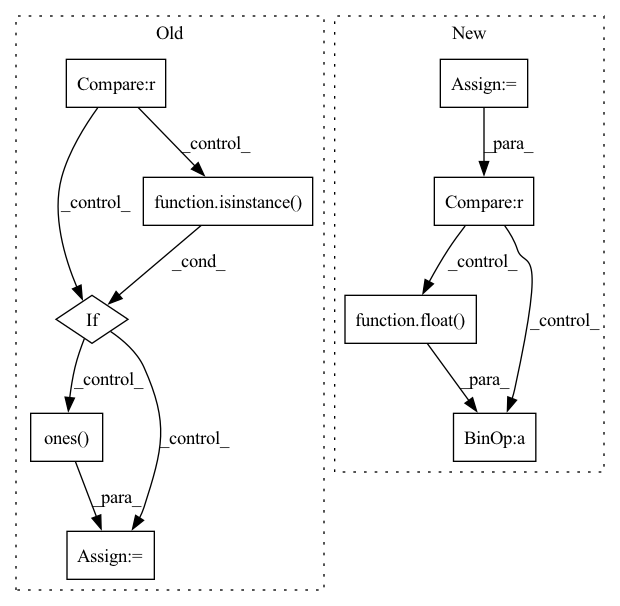 Old
New
Compare:r
Assign:=
_control_
_para_
function.isinstance()
Compare:r
_control_
_cond_
_control_
If
function.float()
_control_
_control_
_para_
ones()
_control_
BinOp:a
_para_
Assign:=